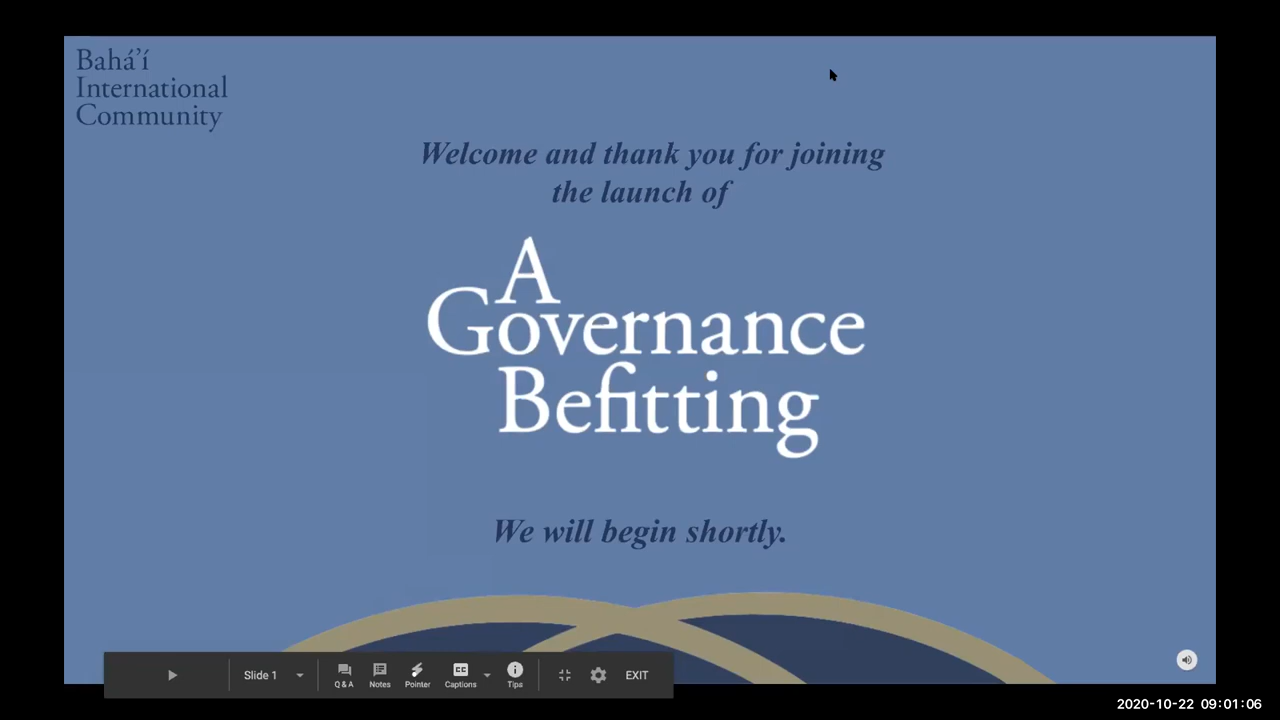 Bahá’í
International
Community
Welcome and thank you for joining
the launch of
A
Governance
Befitting
We will begin shortly.
Slide 1
Q & A
Notes
Pointer
CC
Captions
Tips
EXIT
2020-10-22 09:01:06